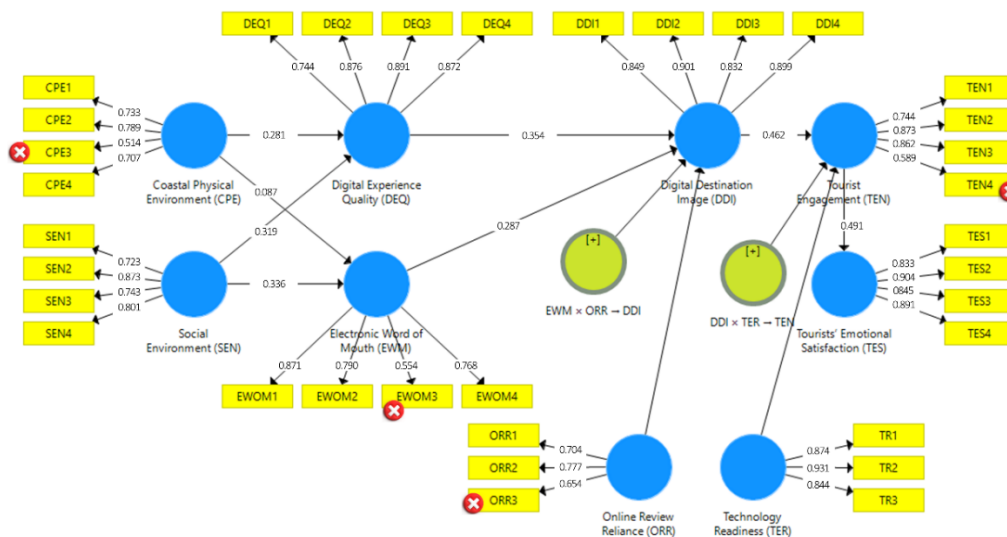 DEQ1
DEQ2
DEQ3
DEQ4
DDI1
DDI2
DDI3
DDI4
0.744
0.876
0.891
0.872
0.849
0.901
0.832
0.899
CPE1
CPE2
CPE3
CPE4
0.733
0.789
0.514
0.707
0.281
0.354
0.462
TEN1
TEN2
TEN3
TEN4
0.744
0.873
0.862
0.589
Coastal Physical
Environment (CPE)
Digital Experience
Quality (DEQ)
Digital Destination
Image (DDI)
Tourist
Engagement (TEN)
0.087
0.319
0.287
0.491
SEN1
SEN2
SEN3
SEN4
0.723
0.873
0.743
0.801
0.336
[+]
[+]
TES1
TES2
TES3
TES4
0.833
0.904
0845
0.891
Social
Environment (SEN)
Electronic Word of
Mouth (EWM)
EWM × ORR → DDI
DDI × TER → TEN
Tourists' Emotional
Satisfaction (TES)
0.871
0.790
0.554
0.768
EWOM1
EWOM2
EWOM3
EWOM4
ORR1
ORR2
ORR3
0.704
0.777
0.654
0.874
0.931
0.844
TR1
TR2
TR3
Online Review
Reliance (ORR)
Technology
Readiness (TER)